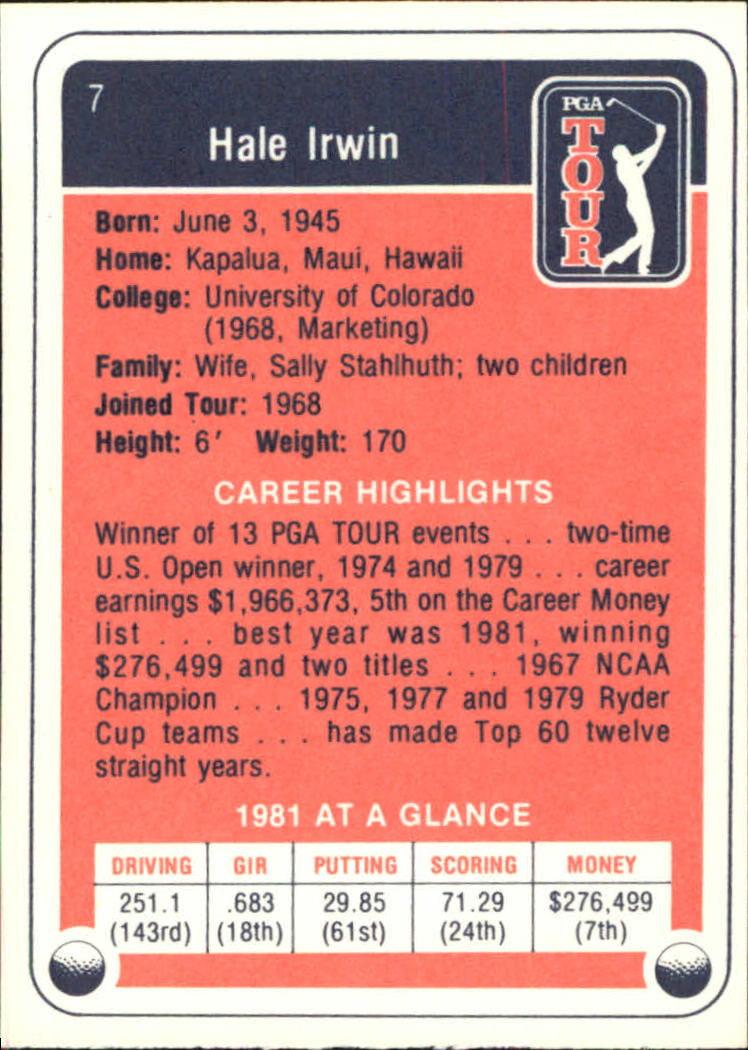 7
Hale Irwin
PGA
TOUR
Born: June 3, 1945
Home: Kapalua, Maui, Hawaii
College: University of Colorado
(1968, Marketing)
Family: Wife, Sally Stahlhuth; two children
Joined Tour: 1968
Height: 6' Weight: 170
CAREER HIGHLIGHTS
Winner of 13 PGA TOUR events . . . two-time
U.S. Open winner, 1974 and 1979 . . . career
earnings $1,966,373, 5th on the Career Money
list . . . best year was 1981, winning
$276,499 and two titles . . . 1967 NCAA
Champion . . . 1975, 1977 and 1979 Ryder
Cup teams . . . has made Top 60 twelve
straight years.
1981 AT A GLANCE
DRIVING GIR PUTTING SCORING MONEY
251.1 .683 29.85 71.29 $276,499
(143rd) (18th) (61st) (24th) (7th)